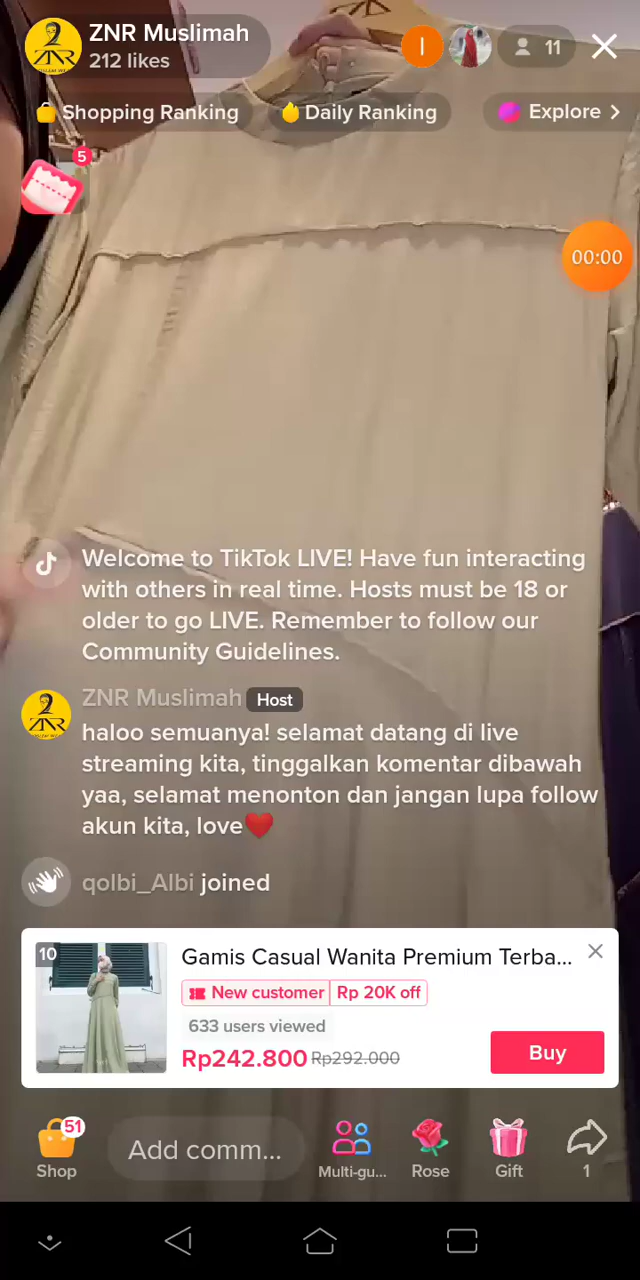 ZNR Muslimah
212 likes
I
11
Shopping Ranking
Daily Ranking
Explore
5
00:00
Welcome to TikTok LIVE! Have fun interacting
with others in real time. Hosts must be 18 or
older to go LIVE. Remember to follow our
Community Guidelines.
ZNR Muslimah Host
haloo semuanya! selamat datang di live
streaming kita, tinggalkan komentar dibawah
yaa, selamat menonton dan jangan lupa follow
akun kita, love❤️
qolbi_Albi joined
10
Gamis Casual Wanita Premium Terba...
New customer Rp 20K off
633 users viewed
Rp242.800 Rp292.000
Buy
51
Shop
Add comm...
Multi-gu...
Rose
Gift
1
ZNR
ZNR